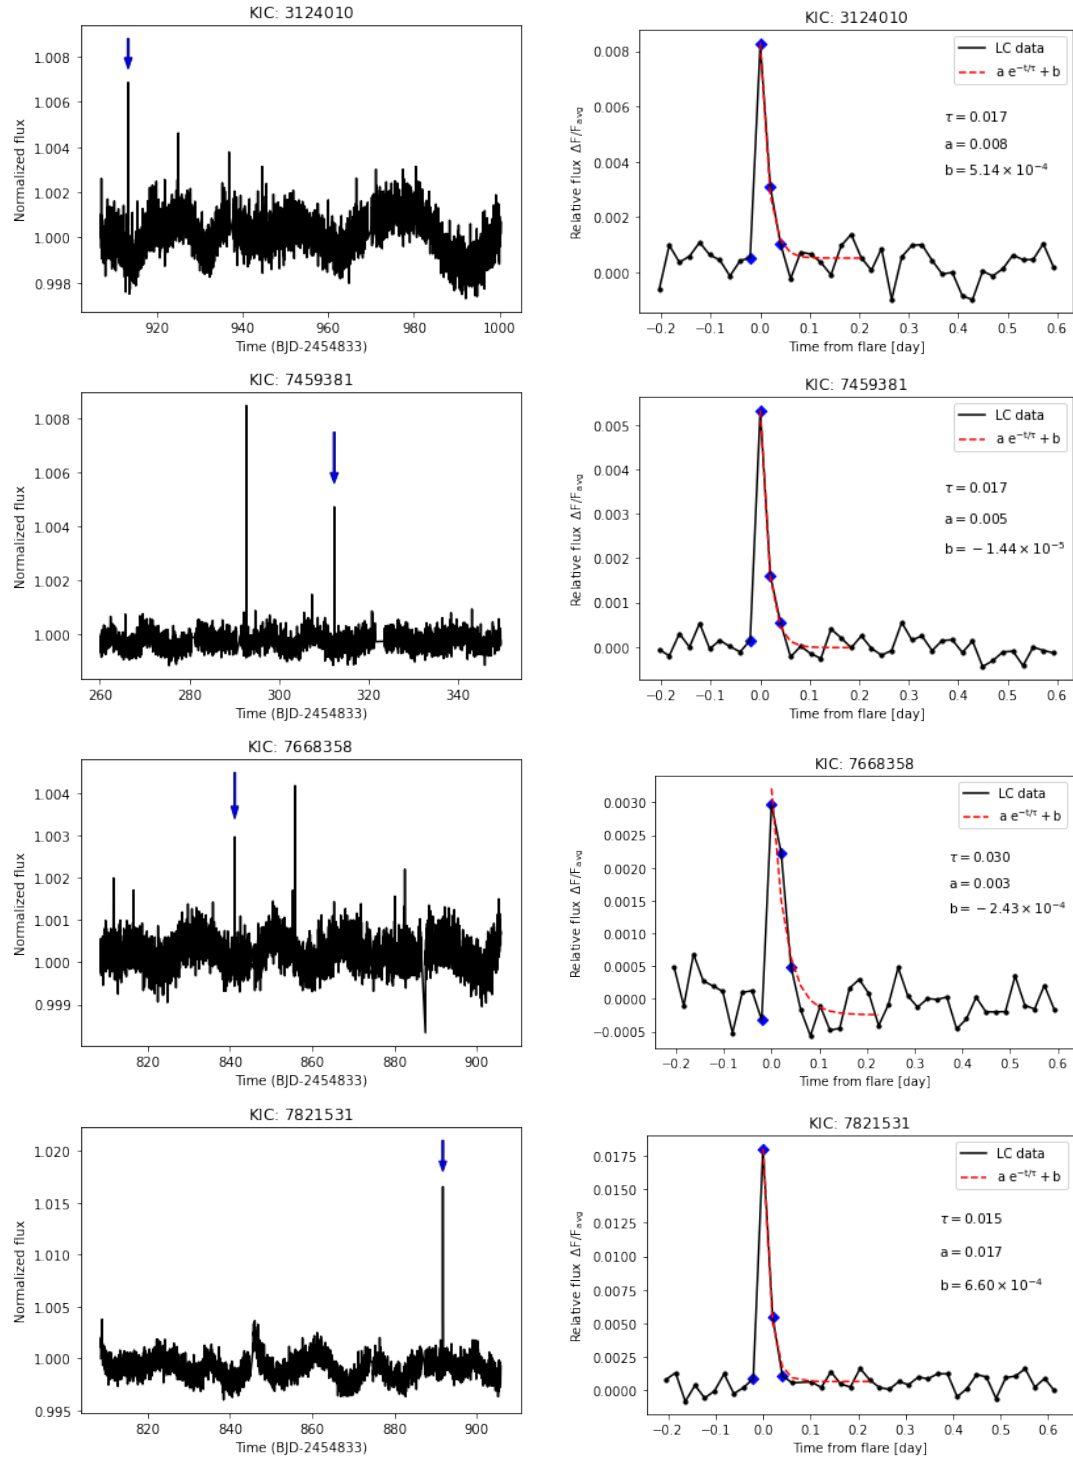 KIC: 3124010
1.008
1.006
1.004
1.002
1.000
0.998
Normalized flux
920 940 960 980 1000
Time (BJD-2454833)
KIC: 3124010
0.008
0.006
0.004
0.002
0.000
Relative flux ΔF/F_avg
LC data
a e^{−t/τ} + b
τ = 0.017
a = 0.008
b = 5.14 × 10⁻⁴
−0.2 −0.1 0.0 0.1 0.2 0.3 0.4 0.5 0.6
Time from flare [day]
KIC: 7459381
1.008
1.006
1.004
1.002
1.000
Normalized flux
260 280 300 320 340
Time (BJD-2454833)
KIC: 7459381
0.005
0.004
0.003
0.002
0.001
0.000
Relative flux ΔF/F_avg
LC data
a e^{−t/τ} + b
τ = 0.017
a = 0.005
b = −1.44 × 10⁻⁵
−0.2 −0.1 0.0 0.1 0.2 0.3 0.4 0.5 0.6
Time from flare [day]
KIC: 7668358
1.004
1.003
1.002
1.001
1.000
0.999
Normalized flux
820 840 860 880 900
Time (BJD-2454833)
KIC: 7668358
0.0030
0.0025
0.0020
0.0015
0.0010
0.0005
0.0000
−0.0005
Relative flux ΔF/F_avg
LC data
a e^{−t/τ} + b
τ = 0.030
a = 0.003
b = −2.43 × 10⁻⁴
−0.2 −0.1 0.0 0.1 0.2 0.3 0.4 0.5 0.6
Time from flare [day]
KIC: 7821531
1.020
1.015
1.010
1.005
1.000
0.995
Normalized flux
820 840 860 880 900
Time (BJD-2454833)
KIC: 7821531
0.0175
0.0150
0.0125
0.0100
0.0075
0.0050
0.0025
0.0000
Relative flux ΔF/F_avg
LC data
a e^{−t/τ} + b
τ = 0.015
a = 0.017
b = 6.60 × 10⁻⁴
−0.2 −0.1 0.0 0.1 0.2 0.3 0.4 0.5 0.6
Time from flare [day]